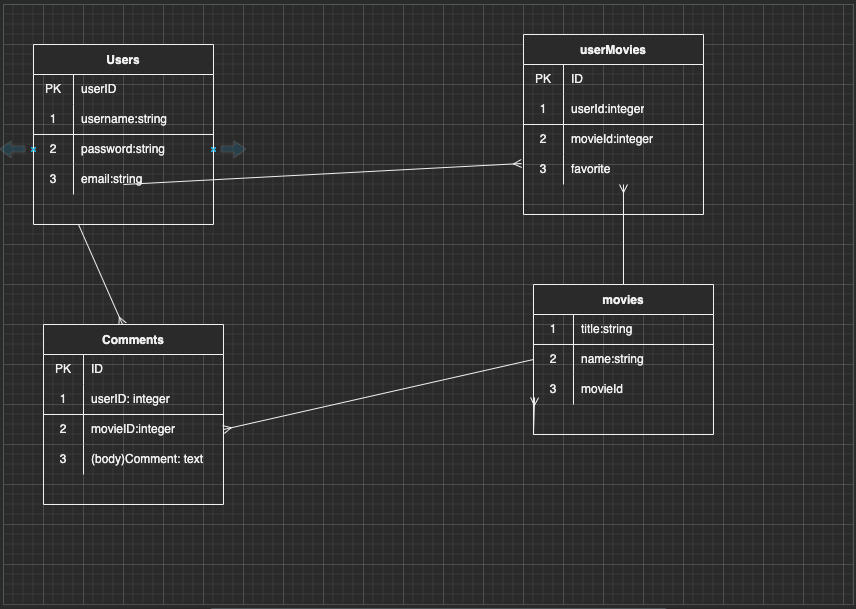 Users
PK userID
1 username:string
2 password:string
3 email:string
userMovies
PK ID
1 userId:integer
2 movieId:integer
3 favorite
Comments
PK ID
1 userID: integer
2 movieID:integer
3 (body)Comment: text
movies
1 title:string
2 name:string
3 movieId